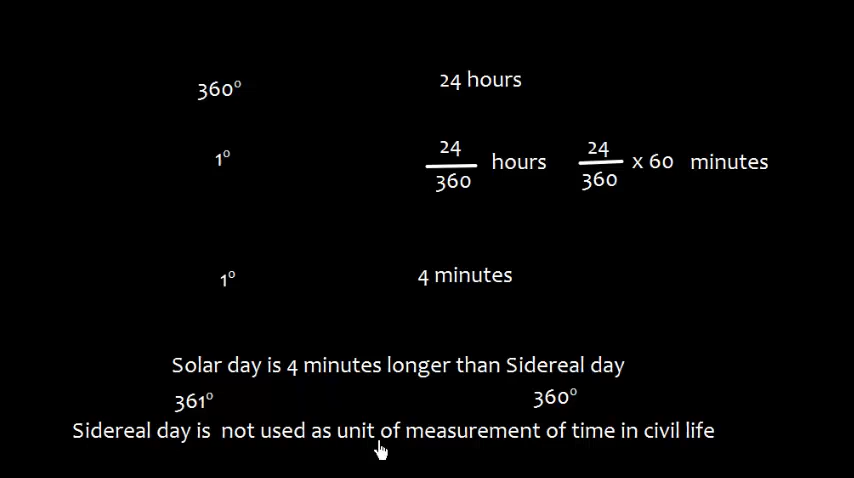 360° 24 hours
1° 24/360 hours 24/360 x 60 minutes
1° 4 minutes
Solar day is 4 minutes longer than Sidereal day
361° 360°
Sidereal day is not used as unit of measurement of time in civil life